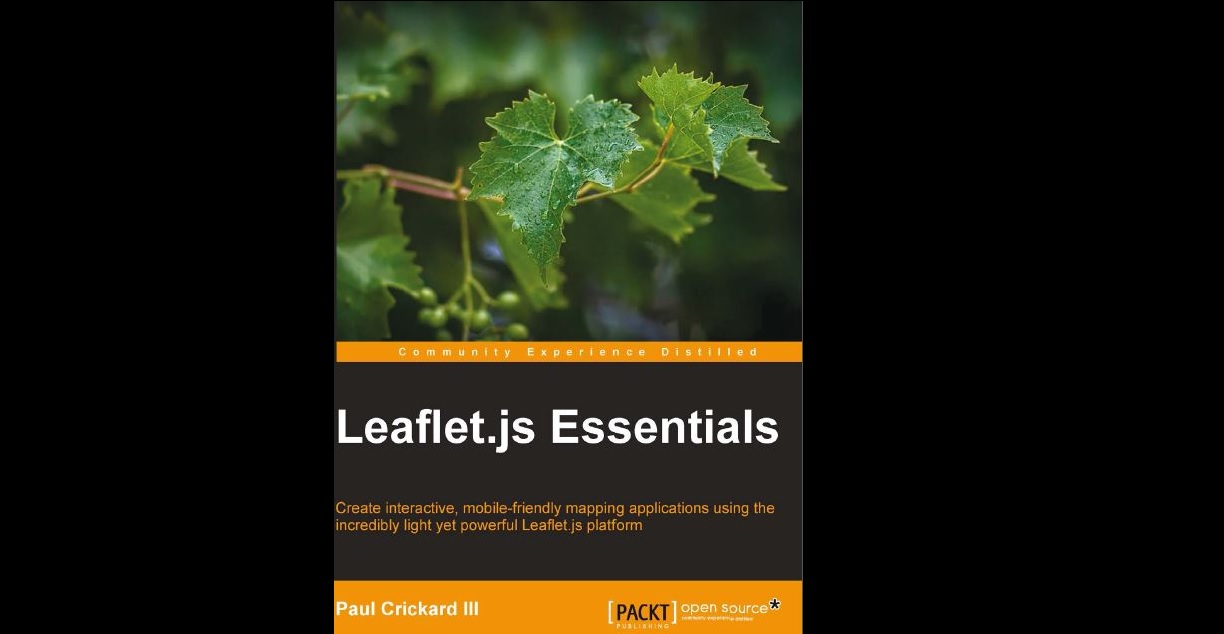 Community Experience Distilled
Leaflet.js Essentials
Create interactive, mobile-friendly mapping applications using the
incredibly light yet powerful Leaflet.js platform
Paul Crickard III
[PACKT] open source*
PUBLISHING